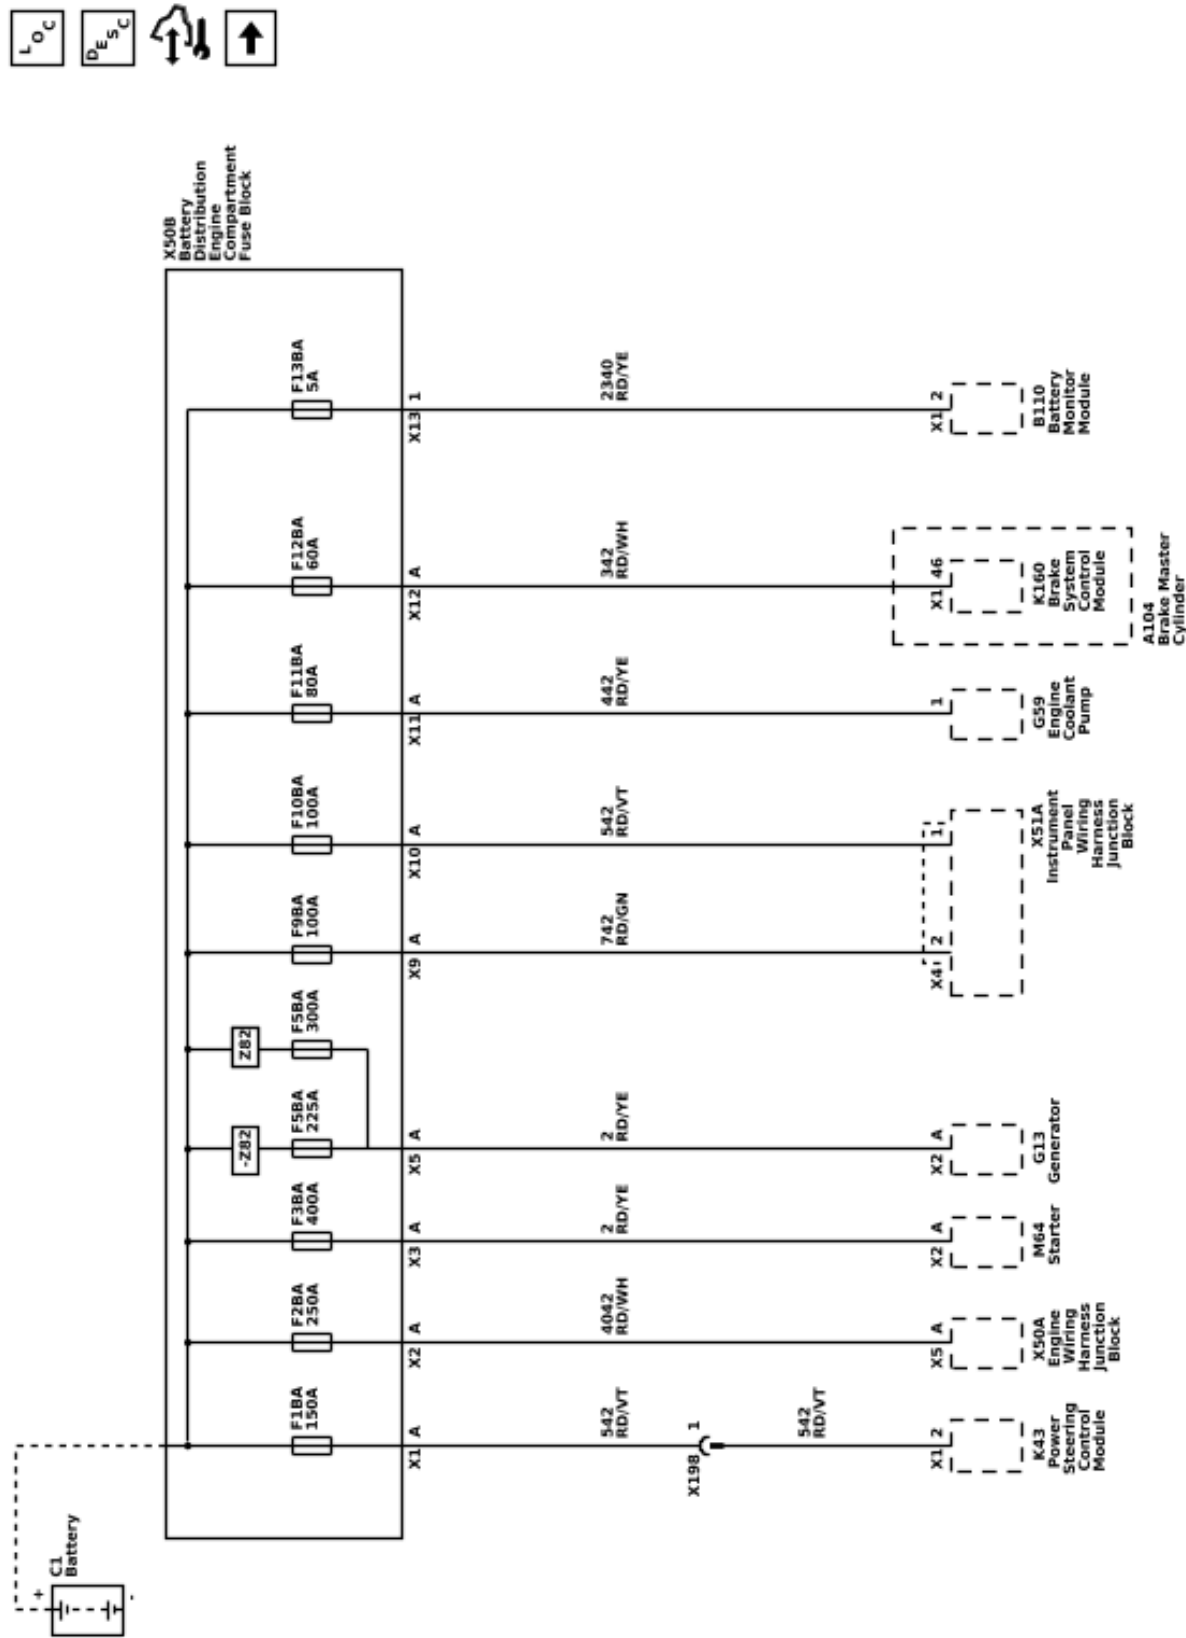 LOC
DESC
C1
Battery
+
-
X50B
Battery
Distribution
Engine
Compartment
Fuse Block
F1BA
150A
F2BA
250A
F3BA
400A
-Z82
F5BA
225A
Z82
F5BA
300A
F9BA
100A
F10BA
100A
F11BA
80A
F12BA
60A
F13BA
5A
X1 A
X2 A
X3 A
X5 A
X9 A
X10 A
X11 A
X12 A
X13 1
542
RD/VT
4042
RD/WH
2
RD/YE
2
RD/YE
742
RD/GN
542
RD/VT
442
RD/YE
342
RD/WH
2340
RD/YE
X198 1
542
RD/VT
X1 2
X5 A
X2 A
X2 A
X4 2
1
1
X1 46
X1 2
K43
Power
Steering
Control
Module
X50A
Engine
Wiring
Harness
Junction
Block
M64
Starter
G13
Generator
X51A
Instrument
Panel
Wiring
Harness
Junction
Block
G59
Engine
Coolant
Pump
K160
Brake
System
Control
Module
A104
Brake Master
Cylinder
B110
Battery
Monitor
Module